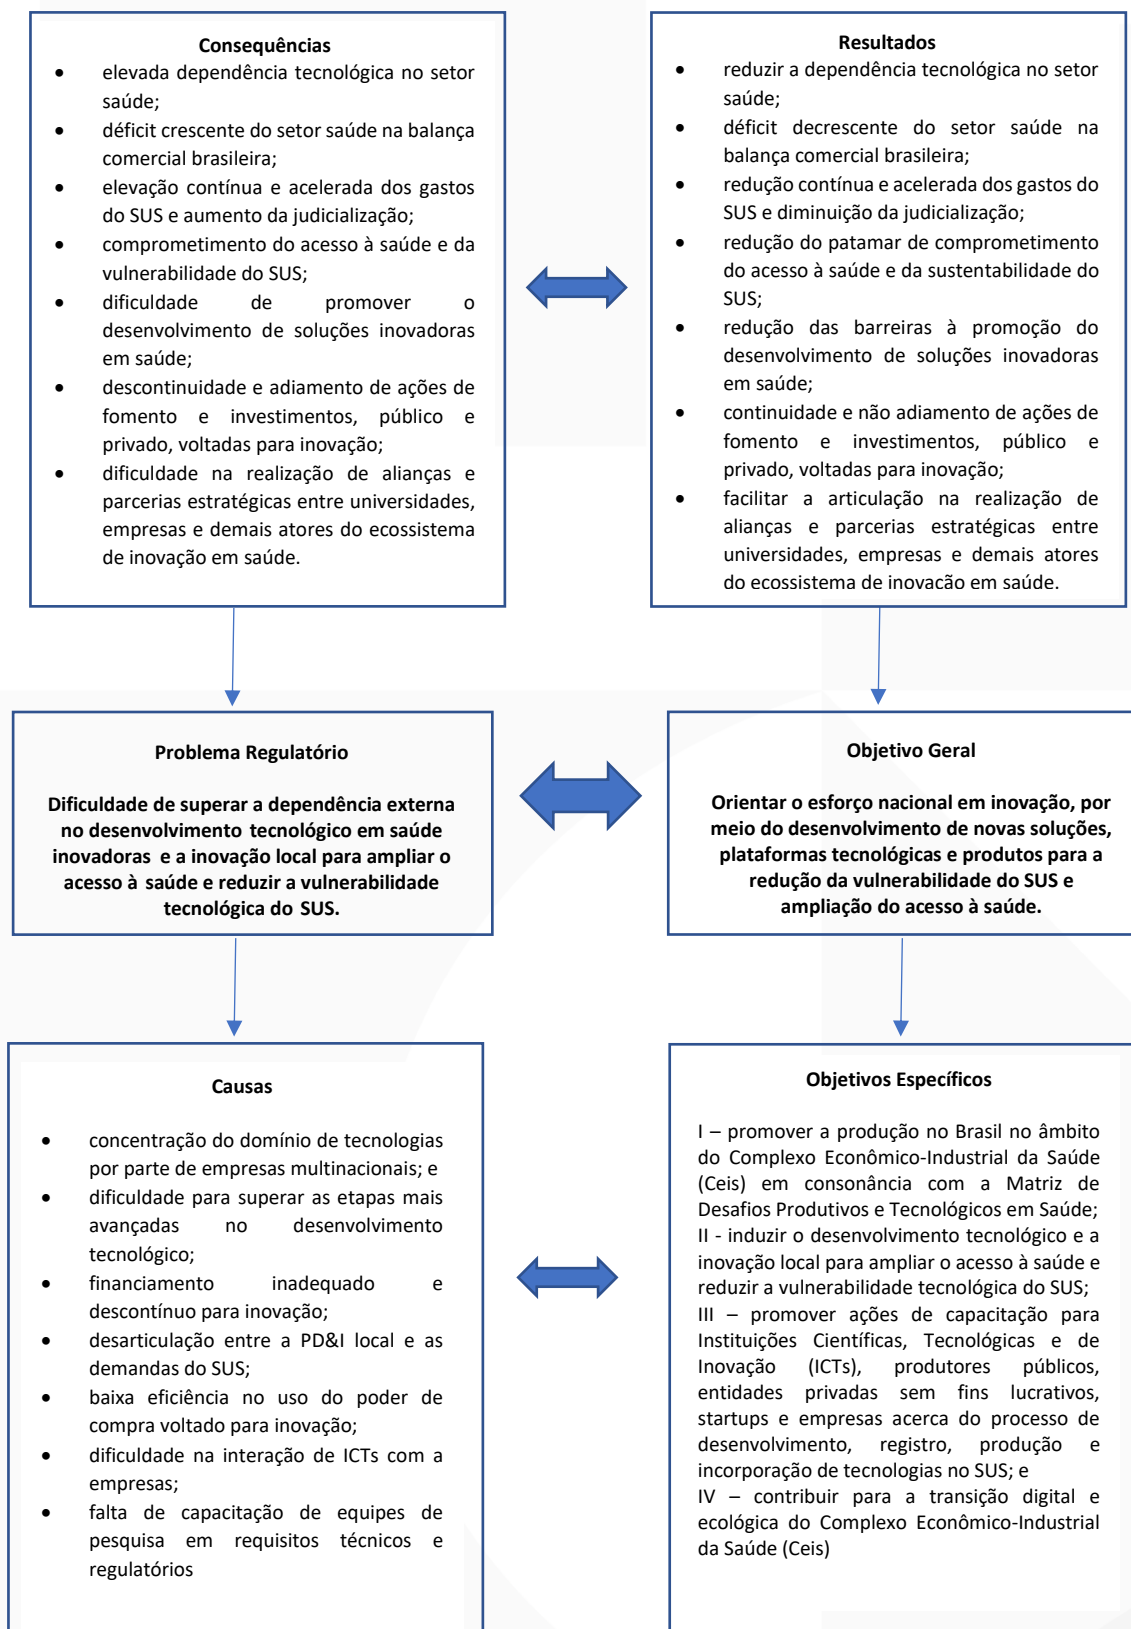 Consequências
• elevada dependência tecnológica no setor
saúde;
• déficit crescente do setor saúde na balança
comercial brasileira;
• elevação contínua e acelerada dos gastos
do SUS e aumento da judicialização;
• comprometimento do acesso à saúde e da
vulnerabilidade do SUS;
• dificuldade de promover o
desenvolvimento de soluções inovadoras
em saúde;
• descontinuidade e adiamento de ações de
fomento e investimentos, público e
privado, voltadas para inovação;
• dificuldade na realização de alianças e
parcerias estratégicas entre universidades,
empresas e demais atores do ecossistema
de inovação em saúde.
Resultados
• reduzir a dependência tecnológica no setor
saúde;
• déficit decrescente do setor saúde na
balança comercial brasileira;
• redução contínua e acelerada dos gastos do
SUS e diminuição da judicialização;
• redução do patamar de comprometimento
do acesso à saúde e da sustentabilidade do
SUS;
• redução das barreiras à promoção do
desenvolvimento de soluções inovadoras
em saúde;
• continuidade e não adiamento de ações de
fomento e investimentos, público e
privado, voltadas para inovação;
• facilitar a articulação na realização de
alianças e parcerias estratégicas entre
universidades, empresas e demais atores
do ecossistema de inovação em saúde.
Problema Regulatório
Dificuldade de superar a dependência externa
no desenvolvimento tecnológico em saúde
inovadoras e a inovação local para ampliar o
acesso à saúde e reduzir a vulnerabilidade
tecnológica do SUS.
Objetivo Geral
Orientar o esforço nacional em inovação, por
meio do desenvolvimento de novas soluções,
plataformas tecnológicas e produtos para a
redução da vulnerabilidade do SUS e
ampliação do acesso à saúde.
Causas
• concentração do domínio de tecnologias
por parte de empresas multinacionais; e
• dificuldade para superar as etapas mais
avançadas no desenvolvimento
tecnológico;
• financiamento inadequado e
descontínuo para inovação;
• desarticulação entre a PD&I local e as
demandas do SUS;
• baixa eficiência no uso do poder de
compra voltado para inovação;
• dificuldade na interação de ICTs com a
empresas;
• falta de capacitação de equipes de
pesquisa em requisitos técnicos e
regulatórios
Objetivos Específicos
I – promover a produção no Brasil no âmbito
do Complexo Econômico-Industrial da Saúde
(Ceis) em consonância com a Matriz de
Desafios Produtivos e Tecnológicos em Saúde;
II - induzir o desenvolvimento tecnológico e a
inovação local para ampliar o acesso à saúde e
reduzir a vulnerabilidade tecnológica do SUS;
III – promover ações de capacitação para
Instituições Científicas, Tecnológicas e de
Inovação (ICTs), produtores públicos,
entidades privadas sem fins lucrativos,
startups e empresas acerca do processo de
desenvolvimento, registro, produção e
incorporação de tecnologias no SUS; e
IV – contribuir para a transição digital e
ecológica do Complexo Econômico-Industrial
da Saúde (Ceis)